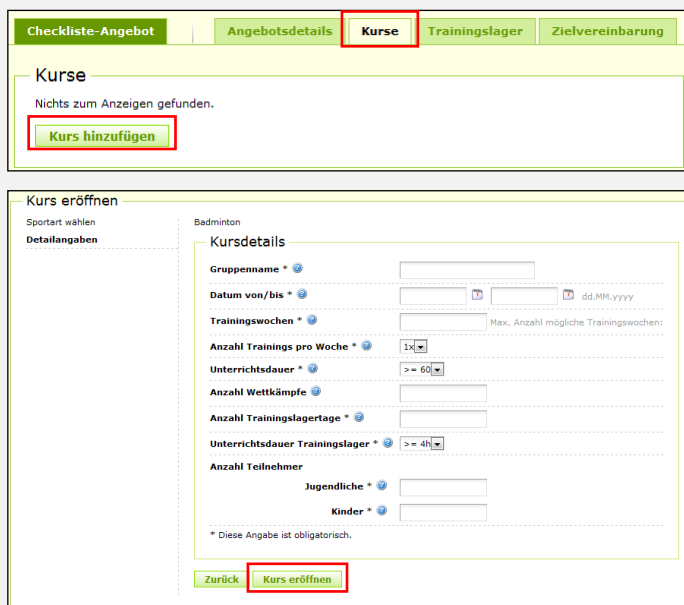 Checkliste-Angebot Angebotsdetails Kurse Trainingslager Zielvereinbarung
Kurse
Nichts zum Anzeigen gefunden.
Kurs hinzufügen
Kurs eröffnen
Sportart wählen Badminton
Detailangaben
Kursdetails
Gruppenname *
Datum von/bis * dd.MM.yyyy
Trainingswochen * Max. Anzahl mögliche Trainingswochen:
Anzahl Trainings pro Woche * 1x
Unterrichtsdauer * >= 60
Anzahl Wettkämpfe
Anzahl Trainingslagertage *
Unterrichtsdauer Trainingslager * >= 4h
Anzahl Teilnehmer
Jugendliche *
Kinder *
* Diese Angabe ist obligatorisch.
Zurück Kurs eröffnen